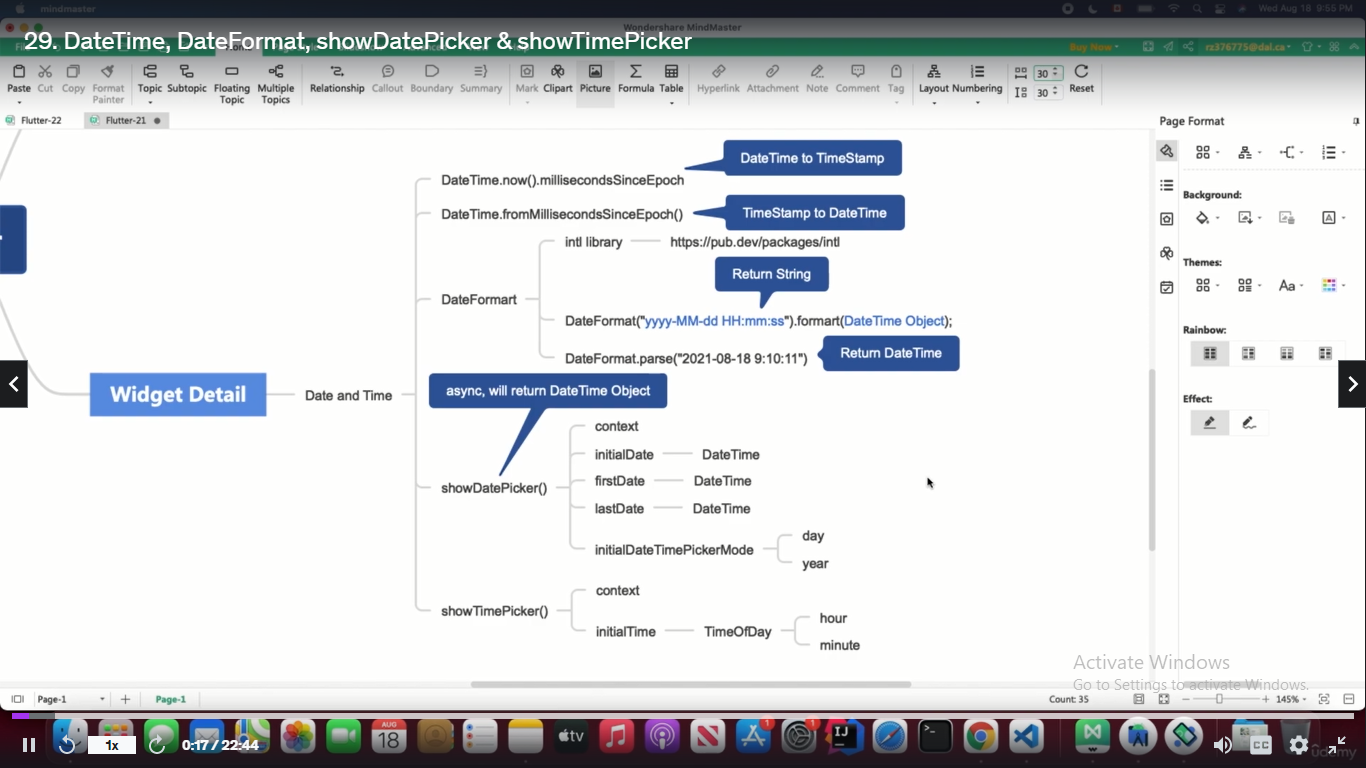 mindmaster
Wed Aug 18 9:55 PM
Wondershare MindMaster
29. DateTime, DateFormat, showDatePicker & showTimePicker
Buy Now
rz376775@dal.ca
Paste Cut Copy Format Painter Topic Subtopic Floating Topic Multiple Topics Relationship Callout Boundary Summary Mark Clipart Picture Formula Table Hyperlink Attachment Note Comment Tag Layout Numbering 30 30 Reset
Flutter-22 Flutter-21
Page Format
DateTime to TimeStamp
DateTime.now().millisecondsSinceEpoch
DateTime.fromMillisecondsSinceEpoch()
TimeStamp to DateTime
intl library
https://pub.dev/packages/intl
Return String
DateFormart
DateFormat("yyyy-MM-dd HH:mm:ss").formart(DateTime Object);
DateFormat.parse("2021-08-18 9:10:11")
Return DateTime
Widget Detail
Date and Time
async, will return DateTime Object
context
initialDate DateTime
firstDate DateTime
showDatePicker()
lastDate DateTime
initialDateTimePickerMode
day
year
context
showTimePicker()
initialTime TimeOfDay
hour
minute
Background:
Themes:
Aa
Rainbow:
Effect:
Activate Windows
Go to Settings to activate Windows.
Page-1
Page-1
Count: 35
145%
AUG
18
tv
1
1
IJ
1x
0:17 / 22:44
CC
ûdemy